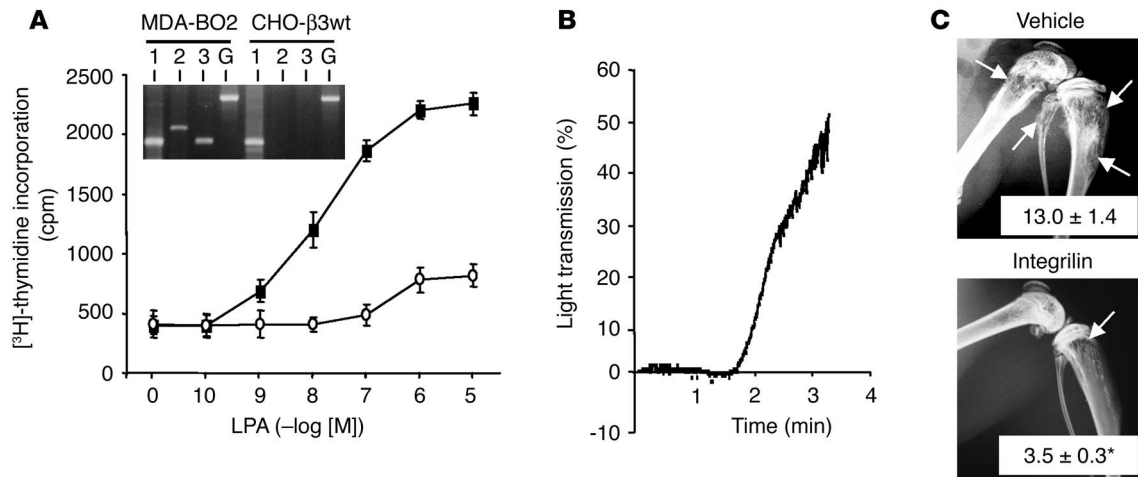 A
MDA-BO2 CHO-β3wt
1 2 3 G 1 2 3 G
[³H]-thymidine incorporation
(cpm)
2500
2000
1500
1000
500
0
0 10 9 8 7 6 5
LPA (–log [M])
B
Light transmission (%)
60
50
40
30
20
10
0
-10
1 2 3 4
Time (min)
C
Vehicle
13.0 ± 1.4
Integrilin
3.5 ± 0.3*